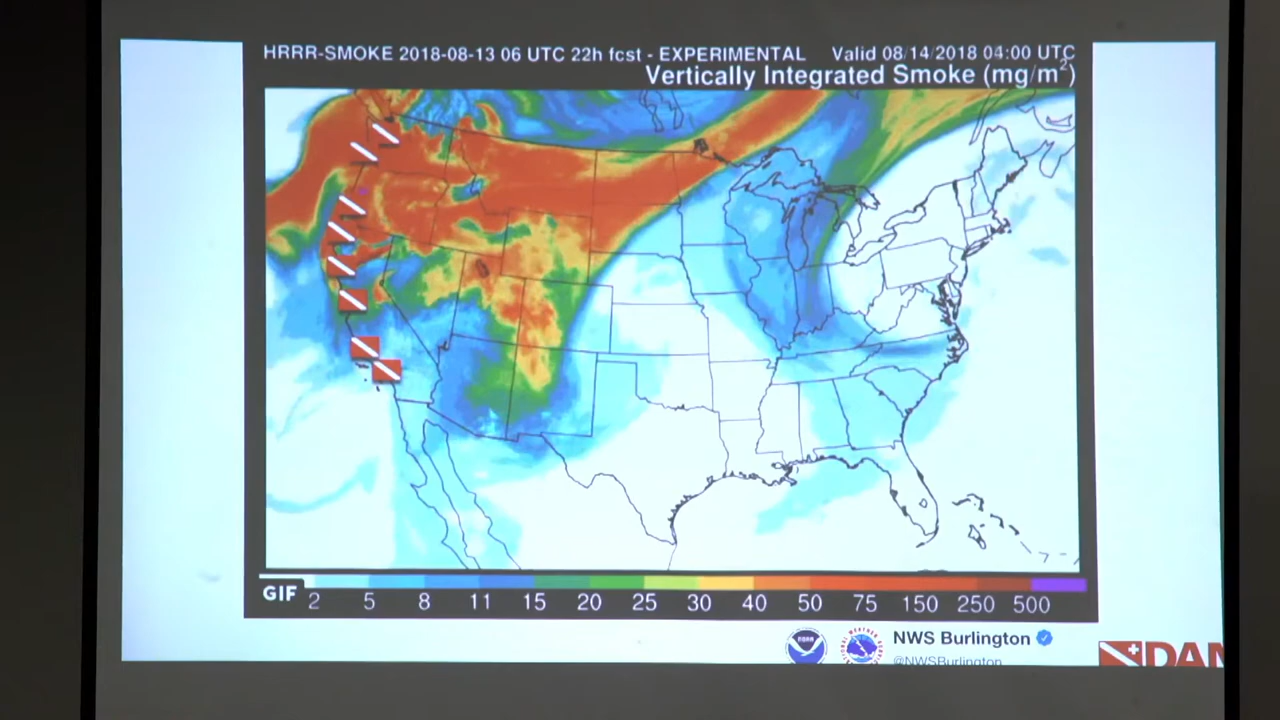 HRRR-SMOKE 2018-08-13 06 UTC 22h fcst - EXPERIMENTAL Valid 08/14/2018 04:00 UTC
Vertically Integrated Smoke (mg/m²)
GIF 2 5 8 11 15 20 25 30 40 50 75 150 250 500
NWS Burlington
@NWSBurlington
DAN